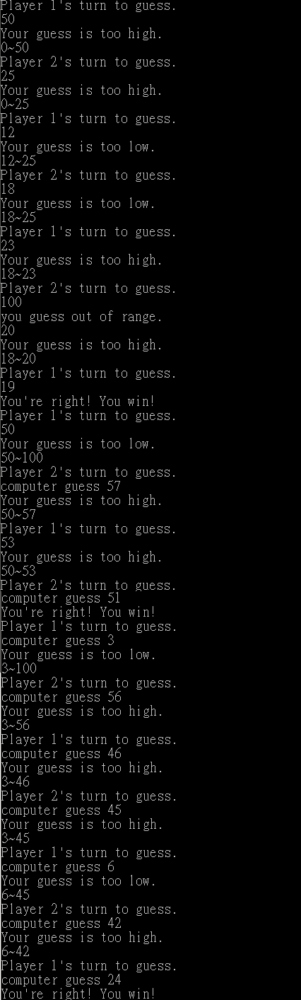 Player 1's turn to guess.
50
Your guess is too high.
0~50
Player 2's turn to guess.
25
Your guess is too high.
0~25
Player 1's turn to guess.
12
Your guess is too low.
12~25
Player 2's turn to guess.
18
Your guess is too low.
18~25
Player 1's turn to guess.
23
Your guess is too high.
18~23
Player 2's turn to guess.
100
you guess out of range.
20
Your guess is too high.
18~20
Player 1's turn to guess.
19
You're right! You win!
Player 1's turn to guess.
50
Your guess is too low.
50~100
Player 2's turn to guess.
computer guess 57
Your guess is too high.
50~57
Player 1's turn to guess.
53
Your guess is too high.
50~53
Player 2's turn to guess.
computer guess 51
You're right! You win!
Player 1's turn to guess.
computer guess 3
Your guess is too low.
3~100
Player 2's turn to guess.
computer guess 56
Your guess is too high.
3~56
Player 1's turn to guess.
computer guess 46
Your guess is too high.
3~46
Player 2's turn to guess.
computer guess 45
Your guess is too high.
3~45
Player 1's turn to guess.
computer guess 6
Your guess is too low.
6~45
Player 2's turn to guess.
computer guess 42
Your guess is too high.
6~42
Player 1's turn to guess.
computer guess 24
You're right! You win!